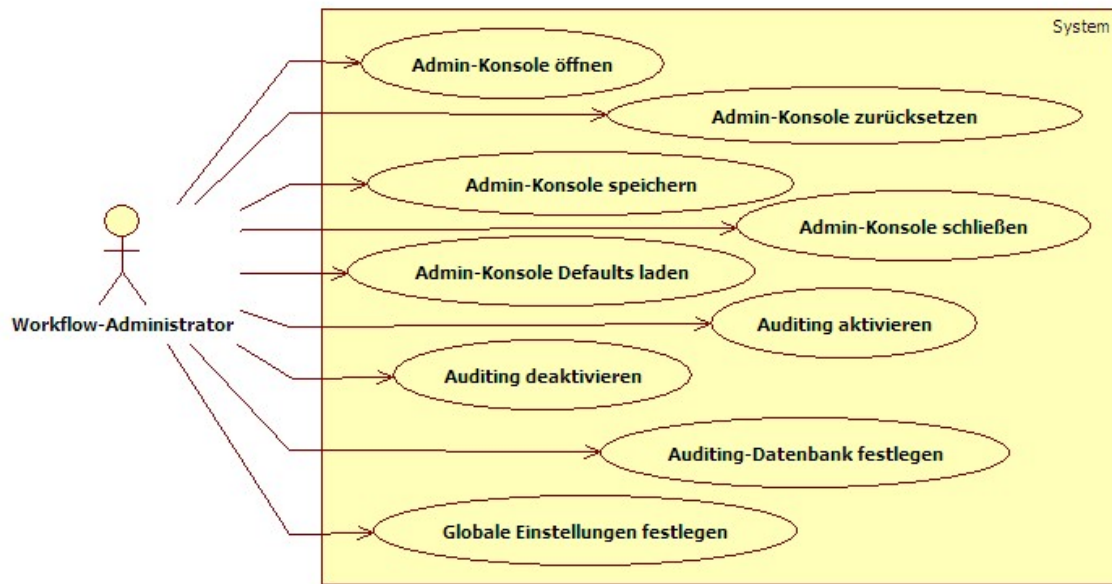 System
Admin-Konsole öffnen
Admin-Konsole zurücksetzen
Admin-Konsole speichern
Admin-Konsole schließen
Admin-Konsole Defaults laden
Workflow-Administrator
Auditing aktivieren
Auditing deaktivieren
Auditing-Datenbank festlegen
Globale Einstellungen festlegen